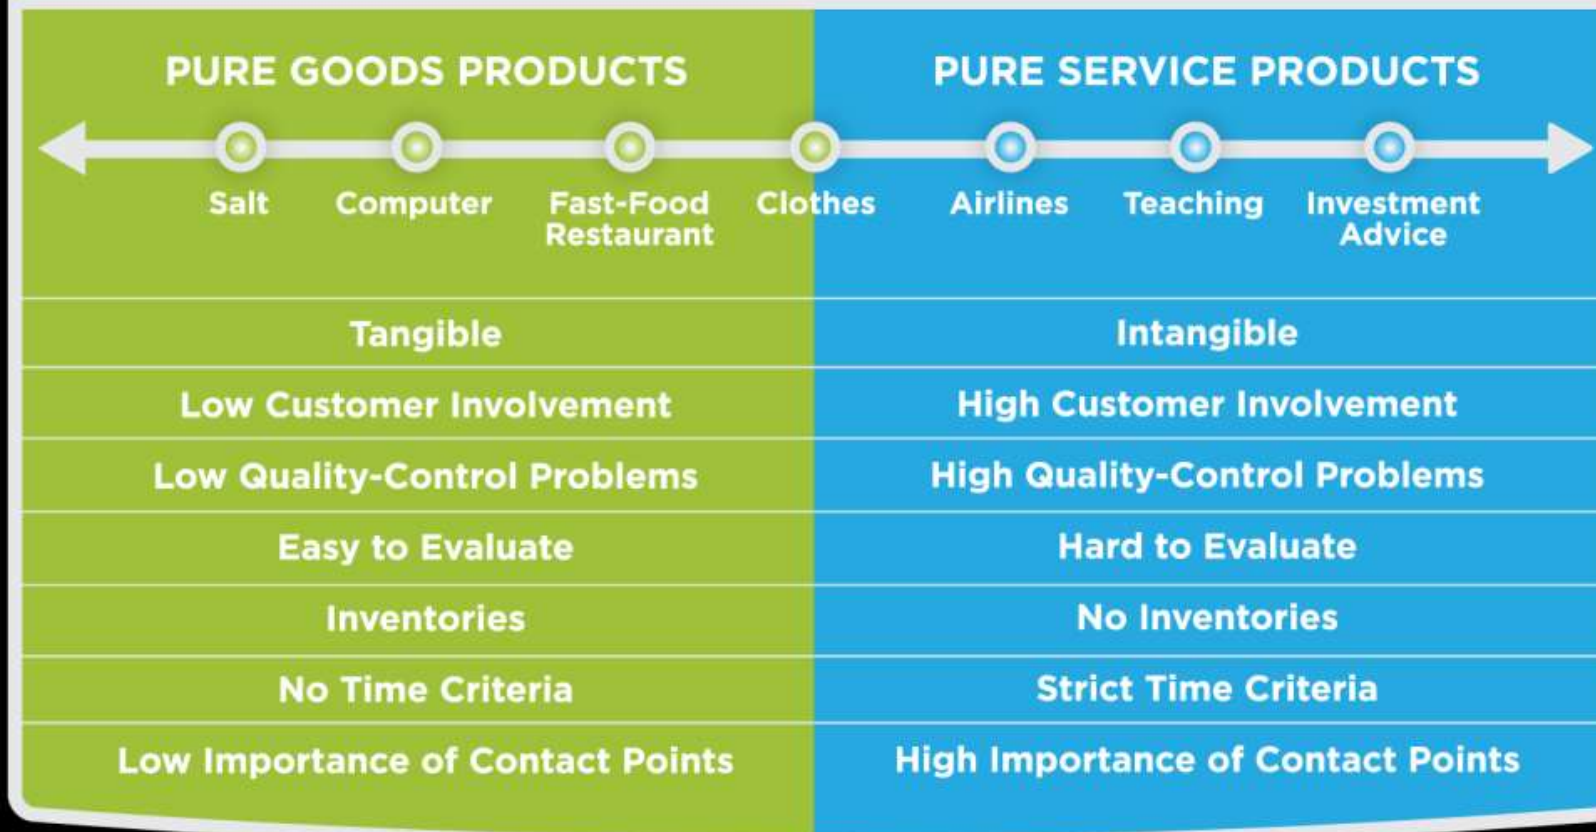 PURE GOODS PRODUCTS
PURE SERVICE PRODUCTS
Salt
Computer
Fast-Food
Restaurant
Clothes
Airlines
Teaching
Investment
Advice
Tangible
Intangible
Low Customer Involvement
High Customer Involvement
Low Quality-Control Problems
High Quality-Control Problems
Easy to Evaluate
Hard to Evaluate
Inventories
No Inventories
No Time Criteria
Strict Time Criteria
Low Importance of Contact Points
High Importance of Contact Points